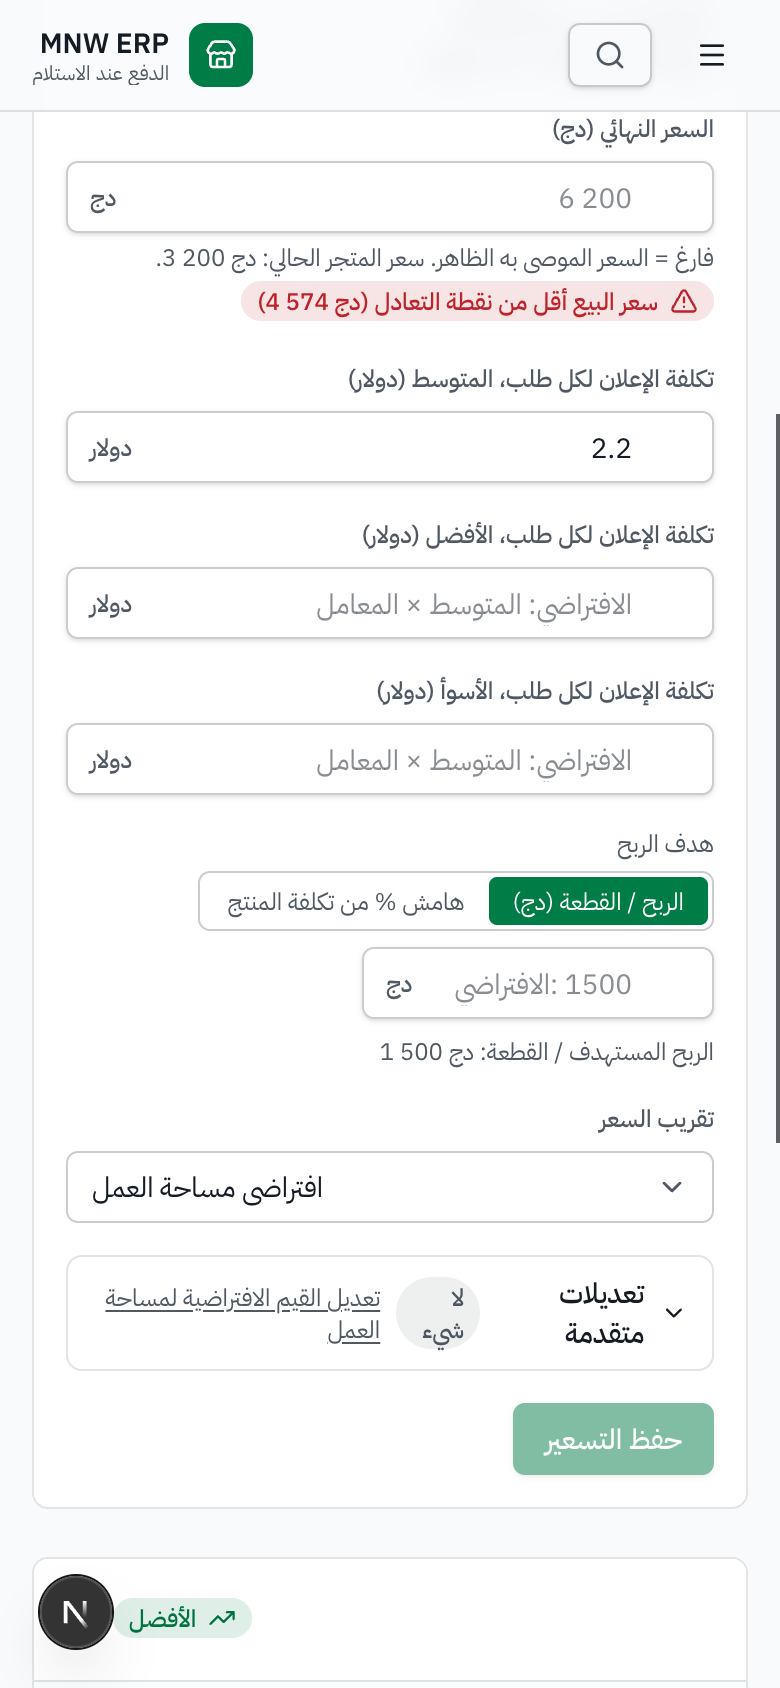 MNW ERP
الدفع عند الاستلام
السعر النهائي (دج)
6 200
دج
فارغ = السعر الموصى به الظاهر. سعر المتجر الحالي: دج 200 3.
سعر البيع أقل من نقطة التعادل (دج 574 4)
تكلفة الإعلان لكل طلب، المتوسط (دولار)
2.2
دولار
تكلفة الإعلان لكل طلب، الأفضل (دولار)
الافتراضي: المتوسط × المعامل
دولار
تكلفة الإعلان لكل طلب، الأسوأ (دولار)
الافتراضي: المتوسط × المعامل
دولار
هدف الربح
الربح / القطعة (دج)
هامش % من تكلفة المنتج
1500 :الافتراضي
دج
الربح المستهدف / القطعة: دج 500 1
تقريب السعر
افتراضي مساحة العمل
تعديلات
متقدمة
لا
شيء
تعديل القيم الافتراضية لمساحة
العمل
حفظ التسعير
الأفضل
N